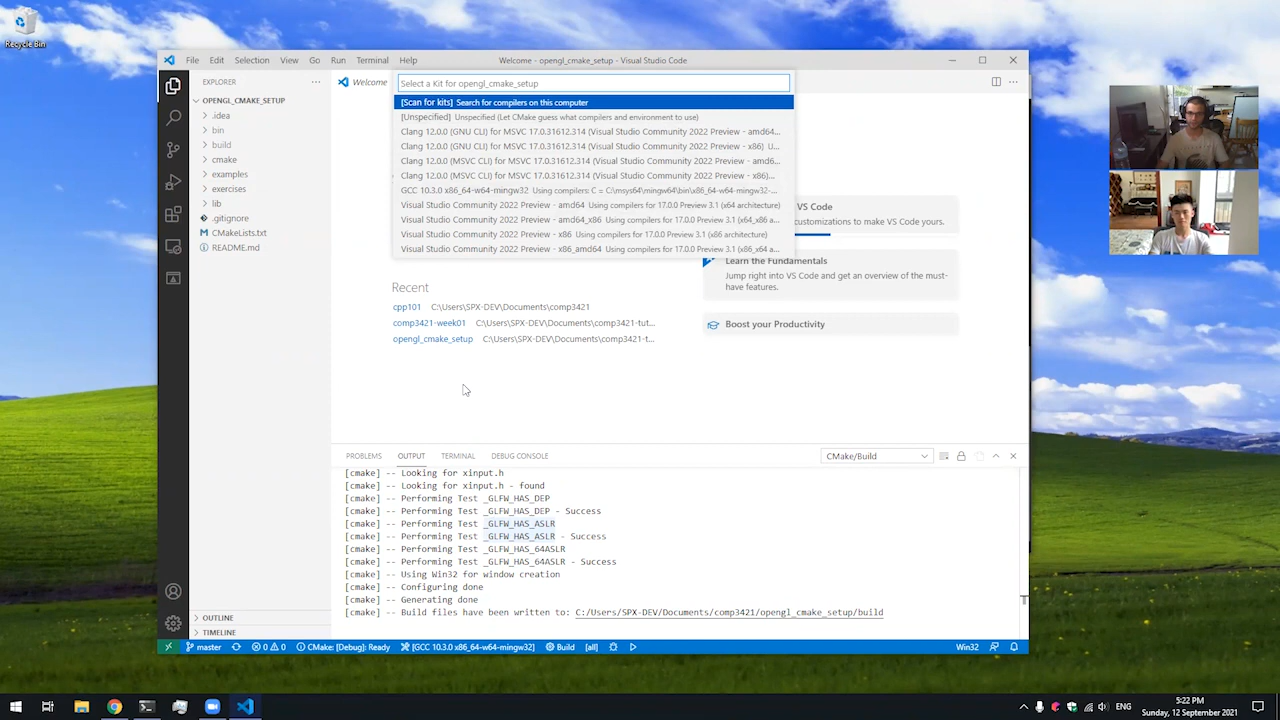 Recycle Bin
File Edit Selection View Go Run Terminal Help
Welcome - opengl_cmake_setup - Visual Studio Code
EXPLORER
OPENGL_CMAKE_SETUP
.idea
bin
build
cmake
examples
exercises
lib
.gitignore
CMakeLists.txt
README.md
OUTLINE
TIMELINE
Welcome
Select a Kit for opengl_cmake_setup
[Scan for kits] Search for compilers on this computer
[Unspecified] Unspecified (Let CMake guess what compilers and environment to use)
Clang 12.0.0 (GNU CLI) for MSVC 17.0.31612.314 (Visual Studio Community 2022 Preview - amd64...
Clang 12.0.0 (GNU CLI) for MSVC 17.0.31612.314 (Visual Studio Community 2022 Preview - x86) U...
Clang 12.0.0 (MSVC CLI) for MSVC 17.0.31612.314 (Visual Studio Community 2022 Preview - amd6...
Clang 12.0.0 (MSVC CLI) for MSVC 17.0.31612.314 (Visual Studio Community 2022 Preview - x86)...
GCC 10.3.0 x86_64-w64-mingw32 Using compilers: C = C:\msys64\mingw64\bin\x86_64-w64-mingw32-...
Visual Studio Community 2022 Preview - amd64 Using compilers for 17.0.0 Preview 3.1 (x64 architecture)
Visual Studio Community 2022 Preview - amd64_x86 Using compilers for 17.0.0 Preview 3.1 (x64_x86 a...
Visual Studio Community 2022 Preview - x86 Using compilers for 17.0.0 Preview 3.1 (x86 architecture)
Visual Studio Community 2022 Preview - x86_amd64 Using compilers for 17.0.0 Preview 3.1 (x86_x64 a...
VS Code
customizations to make VS Code yours.
Learn the Fundamentals
Jump right into VS Code and get an overview of the must-
have features.
Boost your Productivity
Recent
cpp101 C:\Users\SPX-DEV\Documents\comp3421
comp3421-week01 C:\Users\SPX-DEV\Documents\comp3421-tut...
opengl_cmake_setup C:\Users\SPX-DEV\Documents\comp3421-t...
PROBLEMS OUTPUT TERMINAL DEBUG CONSOLE
CMake/Build
[cmake] -- Looking for xinput.h
[cmake] -- Looking for xinput.h - found
[cmake] -- Performing Test _GLFW_HAS_DEP
[cmake] -- Performing Test _GLFW_HAS_DEP - Success
[cmake] -- Performing Test _GLFW_HAS_ASLR
[cmake] -- Performing Test _GLFW_HAS_ASLR - Success
[cmake] -- Performing Test _GLFW_HAS_64ASLR
[cmake] -- Performing Test _GLFW_HAS_64ASLR - Success
[cmake] -- Using Win32 for window creation
[cmake] -- Configuring done
[cmake] -- Generating done
[cmake] -- Build files have been written to: C:/Users/SPX-DEV/Documents/comp3421/opengl_cmake_setup/build
master 0 0 CMake: [Debug]: Ready [GCC 10.3.0 x86_64-w64-mingw32] Build [all] Win32
ENG
5:22 PM
Sunday, 12 September 2021